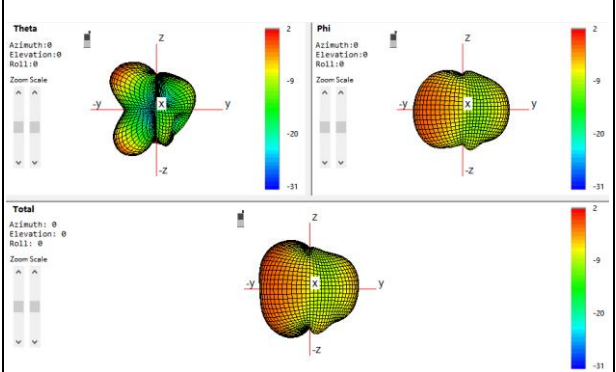 Theta
Azimuth:0
Elevation:0
Roll:0
Zoom Scale
z
-y
x
y
-z
2
-9
-20
-31
Phi
Azimuth:0
Elevation:0
Roll:0
Zoom Scale
z
-y
x
y
-z
2
-9
-20
-31
Total
Azimuth: 0
Elevation: 0
Roll: 0
Zoom Scale
z
-y
x
y
-z
2
-9
-20
-31